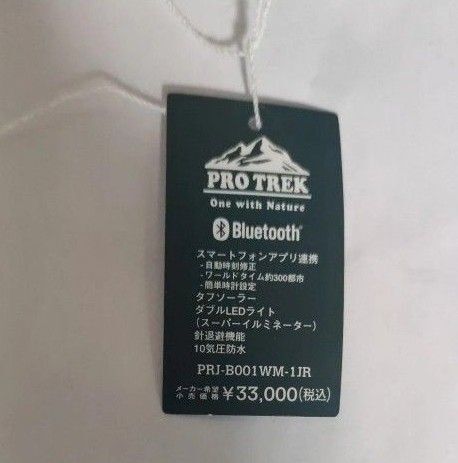 PRO TREK
One with Nature
Bluetooth®
スマートフォンアプリ連携
- 自動時刻修正
- ワールドタイム約300都市
- 簡単時計設定
タフソーラー
ダブルLEDライト
(スーパーイルミネーター)
針退避機能
10気圧防水
PRJ-B001WM-1JR
メーカー希望小売価格 ¥33,000(税込)